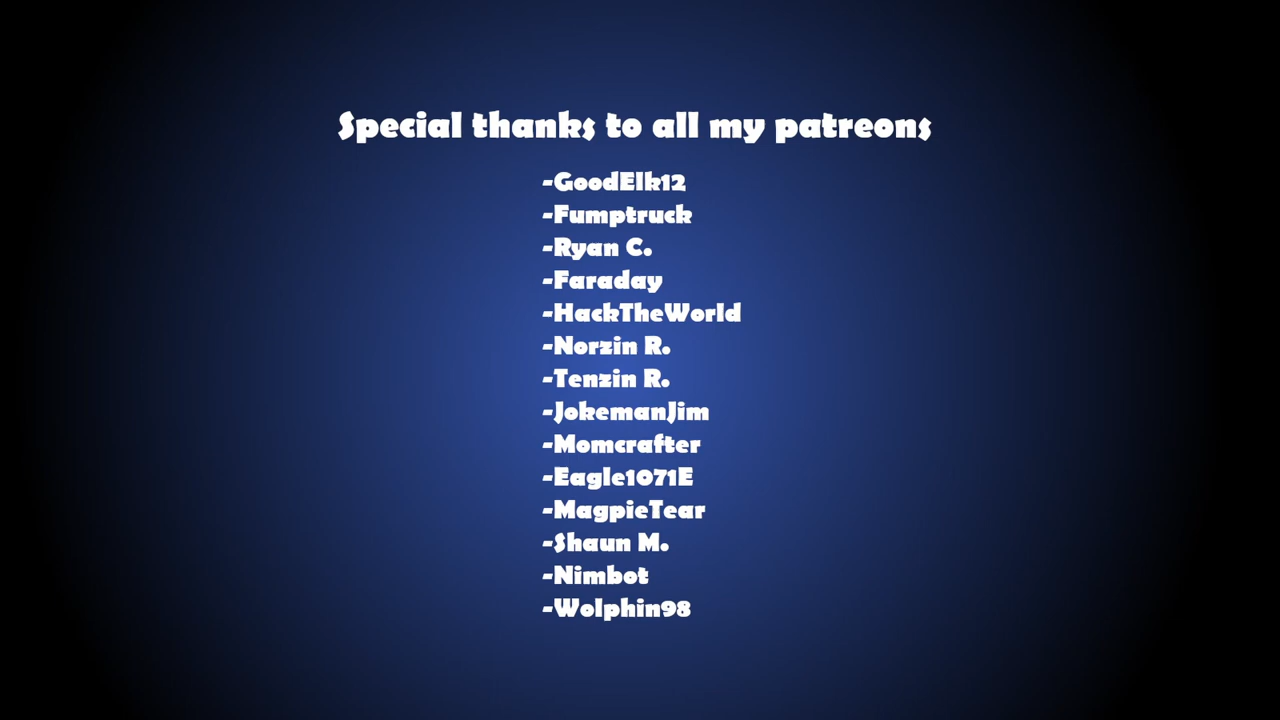 Special thanks to all my patreons
-GoodElk12
-Fumptruck
-Ryan C.
-Faraday
-HackTheWorld
-Norzin R.
-Tenzin R.
-JokemanJim
-Momcrafter
-Eagle1071E
-MagpieTear
-Shaun M.
-Nimbot
-Wolphin98